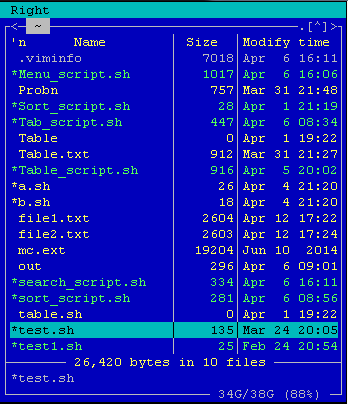 Right
<─ ~ ─.[^]>
'n Name Size Modify time
.viminfo 7018 Apr 6 16:11
*Menu_script.sh 1017 Apr 6 16:06
Probn 757 Mar 31 21:48
*Sort_script.sh 28 Apr 1 21:19
*Tab_script.sh 447 Apr 6 08:34
Table 0 Apr 1 19:22
Table.txt 912 Mar 31 21:27
*Table_script.sh 916 Apr 5 20:02
*a.sh 26 Apr 4 21:20
*b.sh 18 Apr 4 21:20
file1.txt 2604 Apr 12 17:22
file2.txt 2603 Apr 12 17:24
mc.ext 19204 Jun 10 2014
out 296 Apr 6 09:01
*search_script.sh 334 Apr 6 16:11
*sort_script.sh 281 Apr 6 08:56
table.sh 0 Apr 1 19:22
*test.sh 135 Mar 24 20:05
*test1.sh 25 Feb 24 20:54
26,420 bytes in 10 files
*test.sh
34G/38G (88%)